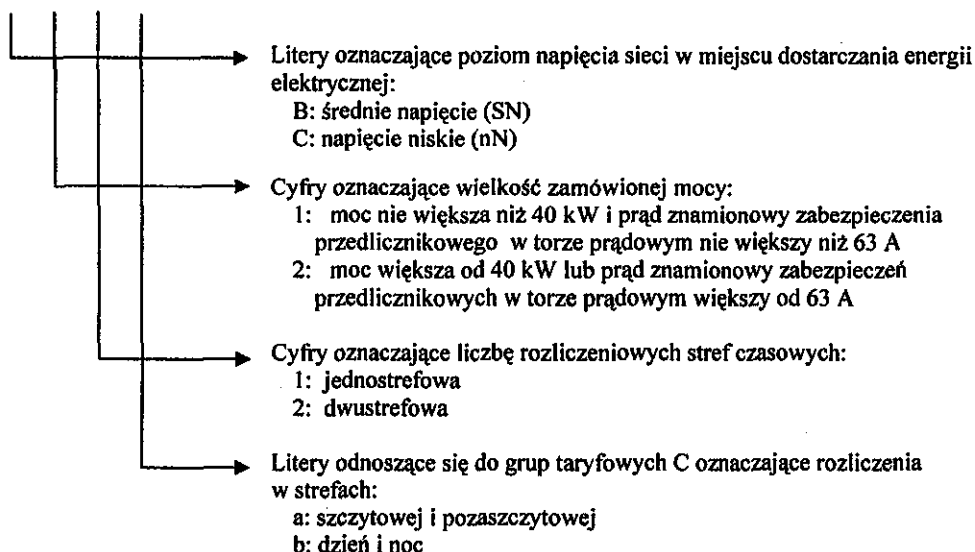 Litery oznaczające poziom napięcia sieci w miejscu dostarczania energii
elektrycznej:
B: średnie napięcie (SN)
C: napięcie niskie (nN)
Cyfry oznaczające wielkość zamówionej mocy:
1: moc nie większa niż 40 kW i prąd znamionowy zabezpieczenia
przedlicznikowego w torze prądowym nie większy niż 63 A
2: moc większa od 40 kW lub prąd znamionowy zabezpieczeń
przedlicznikowych w torze prądowym większy od 63 A
Cyfry oznaczające liczbę rozliczeniowych stref czasowych:
1: jednostrefowa
2: dwustrefowa
Litery odnoszące się do grup taryfowych C oznaczające rozliczenia
w strefach:
a: szczytowej i pozaszczytowej
b: dzień i noc